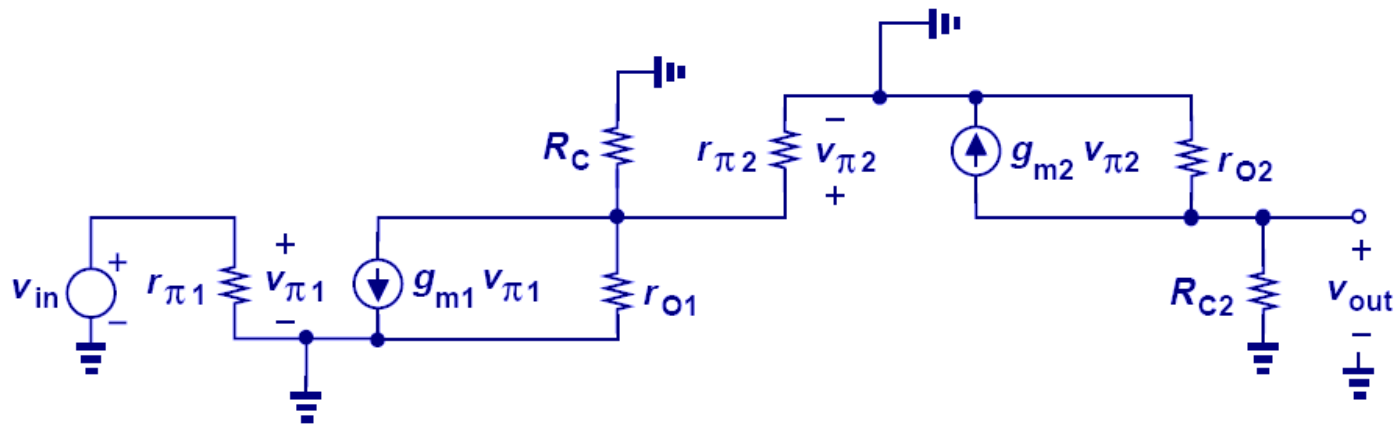 R_C
r_π2
−
v_π2
+
g_m2 v_π2
r_O2
v_in
+
−
r_π1
+
v_π1
−
g_m1 v_π1
r_O1
R_C2
+
v_out
−